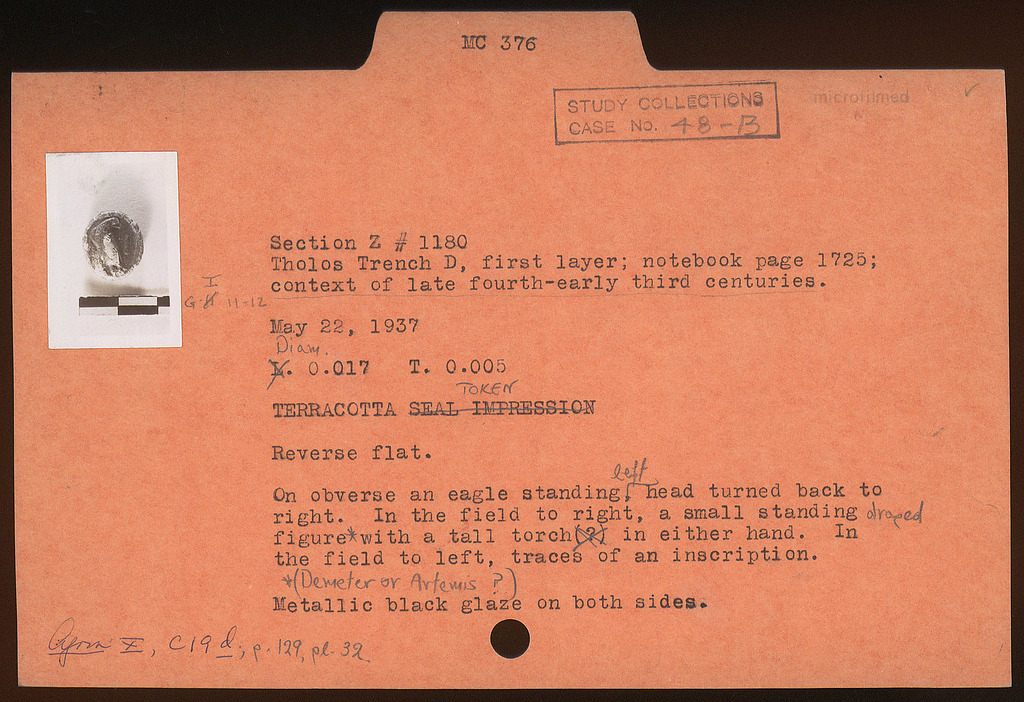 MC 376
STUDY COLLECTIONS
CASE No. 48-B
microfilmed
Section Z # 1180
Tholos Trench D, first layer; notebook page 1725;
context of late fourth-early third centuries.
I
G 11-12
May 22, 1937
Diam.
L. 0.017 T. 0.005
TOKEN
TERRACOTTA SEAL IMPRESSION
Reverse flat.
left
On obverse an eagle standing, head turned back to
right. In the field to right, a small standing draped
figure*with a tall torch(?) in either hand. In
the field to left, traces of an inscription.
*(Demeter or Artemis ?)
Metallic black glaze on both sides.
Agora X, C19d; p. 129, pl. 32